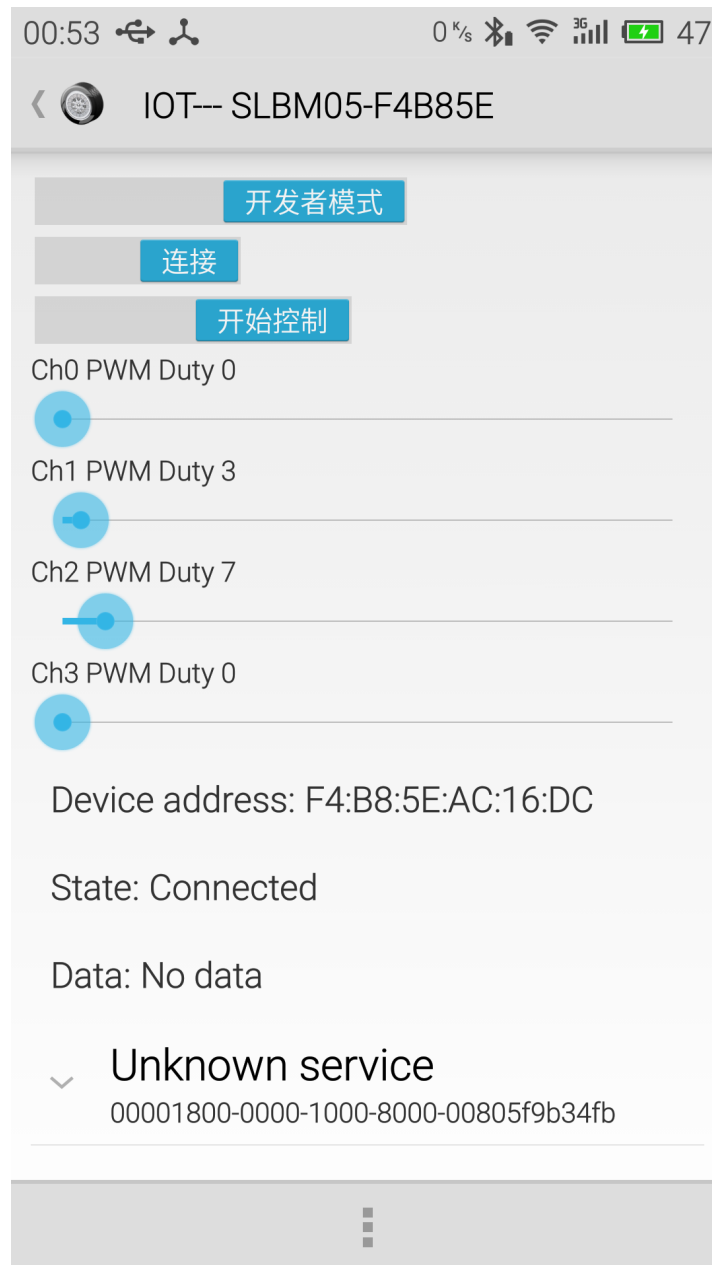 00:53 0 K/s 3G 47
IOT--- SLBM05-F4B85E
开发者模式
连接
开始控制
Ch0 PWM Duty 0
Ch1 PWM Duty 3
Ch2 PWM Duty 7
Ch3 PWM Duty 0
Device address: F4:B8:5E:AC:16:DC
State: Connected
Data: No data
Unknown service
00001800-0000-1000-8000-00805f9b34fb